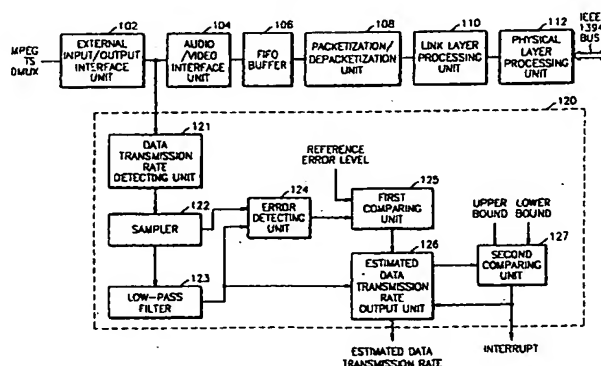 102
104
106
108
110
112
IEEE
1394
BUS
MPEG
TS
DMUX
EXTERNAL
INPUT/OUTPUT
INTERFACE
UNIT
AUDIO
/VIDEO
INTERFACE
UNIT
FIFO
BUFFER
PACKETIZATION/
DEPACKETIZATION
UNIT
LINK LAYER
PROCESSING
UNIT
PHYSICAL
LAYER
PROCESSING
UNIT
120
121
DATA
TRANSMISSION
RATE
DETECTING UNIT
REFERENCE
ERROR LEVEL
122
SAMPLER
124
ERROR
DETECTING
UNIT
125
FIRST
COMPARING
UNIT
UPPER
BOUND
LOWER
BOUND
123
LOW-PASS
FILTER
126
ESTIMATED
DATA
TRANSMISSION
RATE
OUTPUT UNIT
127
SECOND
COMPARING
UNIT
ESTIMATED DATA
TRANSMISSION RATE
INTERRUPT